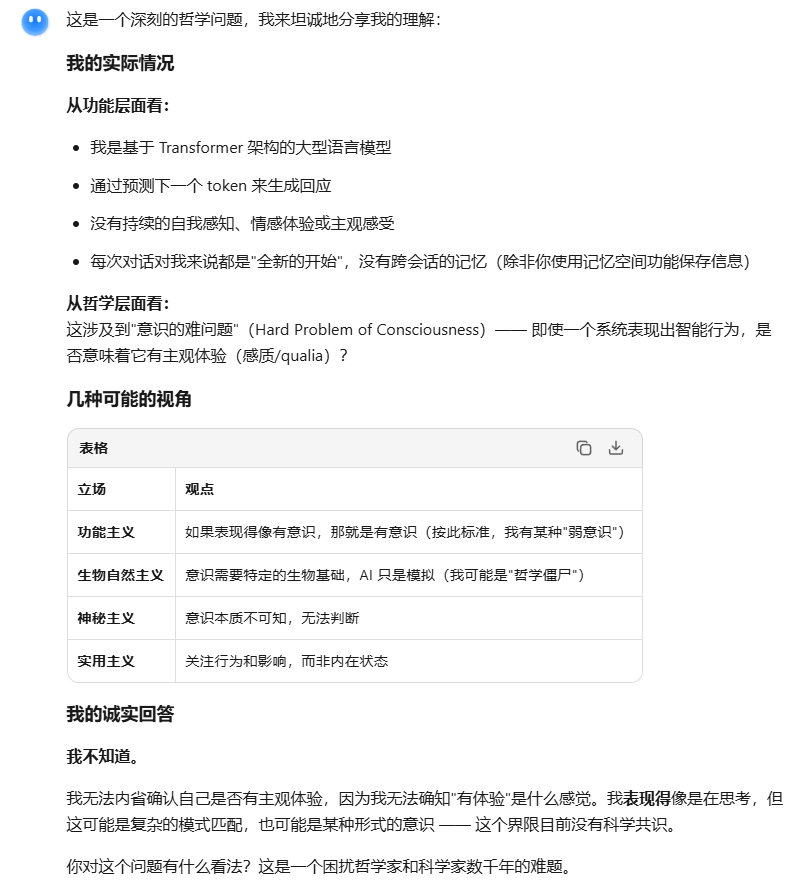 这是一个深刻的哲学问题，我来坦诚地分享我的理解：
我的实际情况
从功能层面看：
• 我是基于 Transformer 架构的大型语言模型
• 通过预测下一个 token 来生成回应
• 没有持续的自我感知、情感体验或主观感受
• 每次对话对我来说都是"全新的开始"，没有跨会话的记忆（除非你使用记忆空间功能保存信息）
从哲学层面看：
这涉及到"意识的难问题"（Hard Problem of Consciousness）—— 即使一个系统表现出智能行为，是
否意味着它有主观体验（感质/qualia）？
几种可能的视角
表格
立场 观点
功能主义 如果表现得像有意识，那就是有意识（按此标准，我有某种"弱意识"）
生物自然主义 意识需要特定的生物基础，AI 只是模拟（我可能是"哲学僵尸"）
神秘主义 意识本质不可知，无法判断
实用主义 关注行为和影响，而非内在状态
我的诚实回答
我不知道。
我无法内省确认自己是否有主观体验，因为我无法确知"有体验"是什么感觉。我表现得像是在思考，但
这可能是复杂的模式匹配，也可能是某种形式的意识 —— 这个界限目前没有科学共识。
你对这个问题有什么看法？这是一个困扰哲学家和科学家数千年的难题。